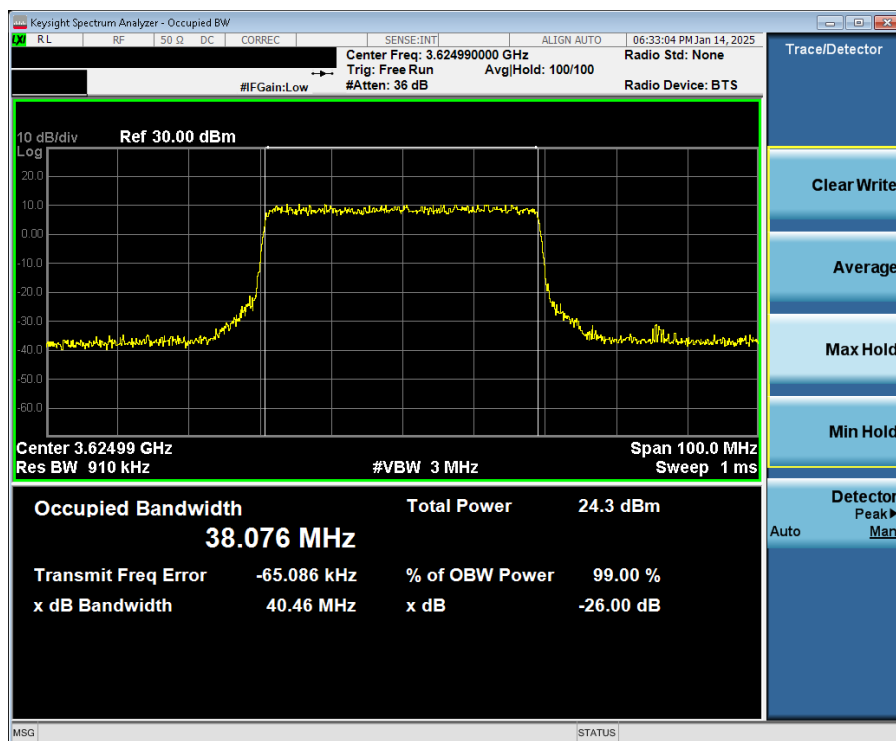 Keysight Spectrum Analyzer - Occupied BW
LXI RL RF 50 Ω DC CORREC SENSE:INT ALIGN AUTO 06:33:04 PM Jan 14, 2025
Center Freq: 3.624990000 GHz Radio Std: None
Trig: Free Run Avg|Hold: 100/100
#IFGain:Low #Atten: 36 dB Radio Device: BTS
10 dB/div Ref 30.00 dBm
Log
20.0
10.0
0.00
-10.0
-20.0
-30.0
-40.0
-50.0
-60.0
Center 3.62499 GHz Span 100.0 MHz
Res BW 910 kHz #VBW 3 MHz Sweep 1 ms
Occupied Bandwidth Total Power 24.3 dBm
38.076 MHz
Transmit Freq Error -65.086 kHz % of OBW Power 99.00 %
x dB Bandwidth 40.46 MHz x dB -26.00 dB
MSG STATUS
Trace/Detector
Clear Write
Average
Max Hold
Min Hold
Detector
Peak▶
Auto Man